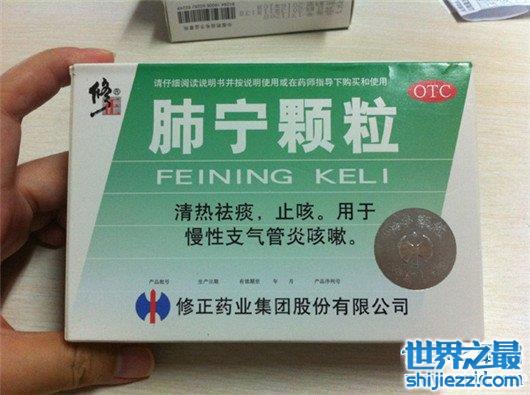 修正
请仔细阅读说明书并按说明使用或在药师指导下购买和使用
OTC
肺宁颗粒
FEINING KELI
清热祛痰，止咳。用于
慢性支气管炎咳嗽。
产品批号 生产日期 有效期至 年 月 产品序列号
修正药业集团股份有限公司
世界之最
shijiezzj.com